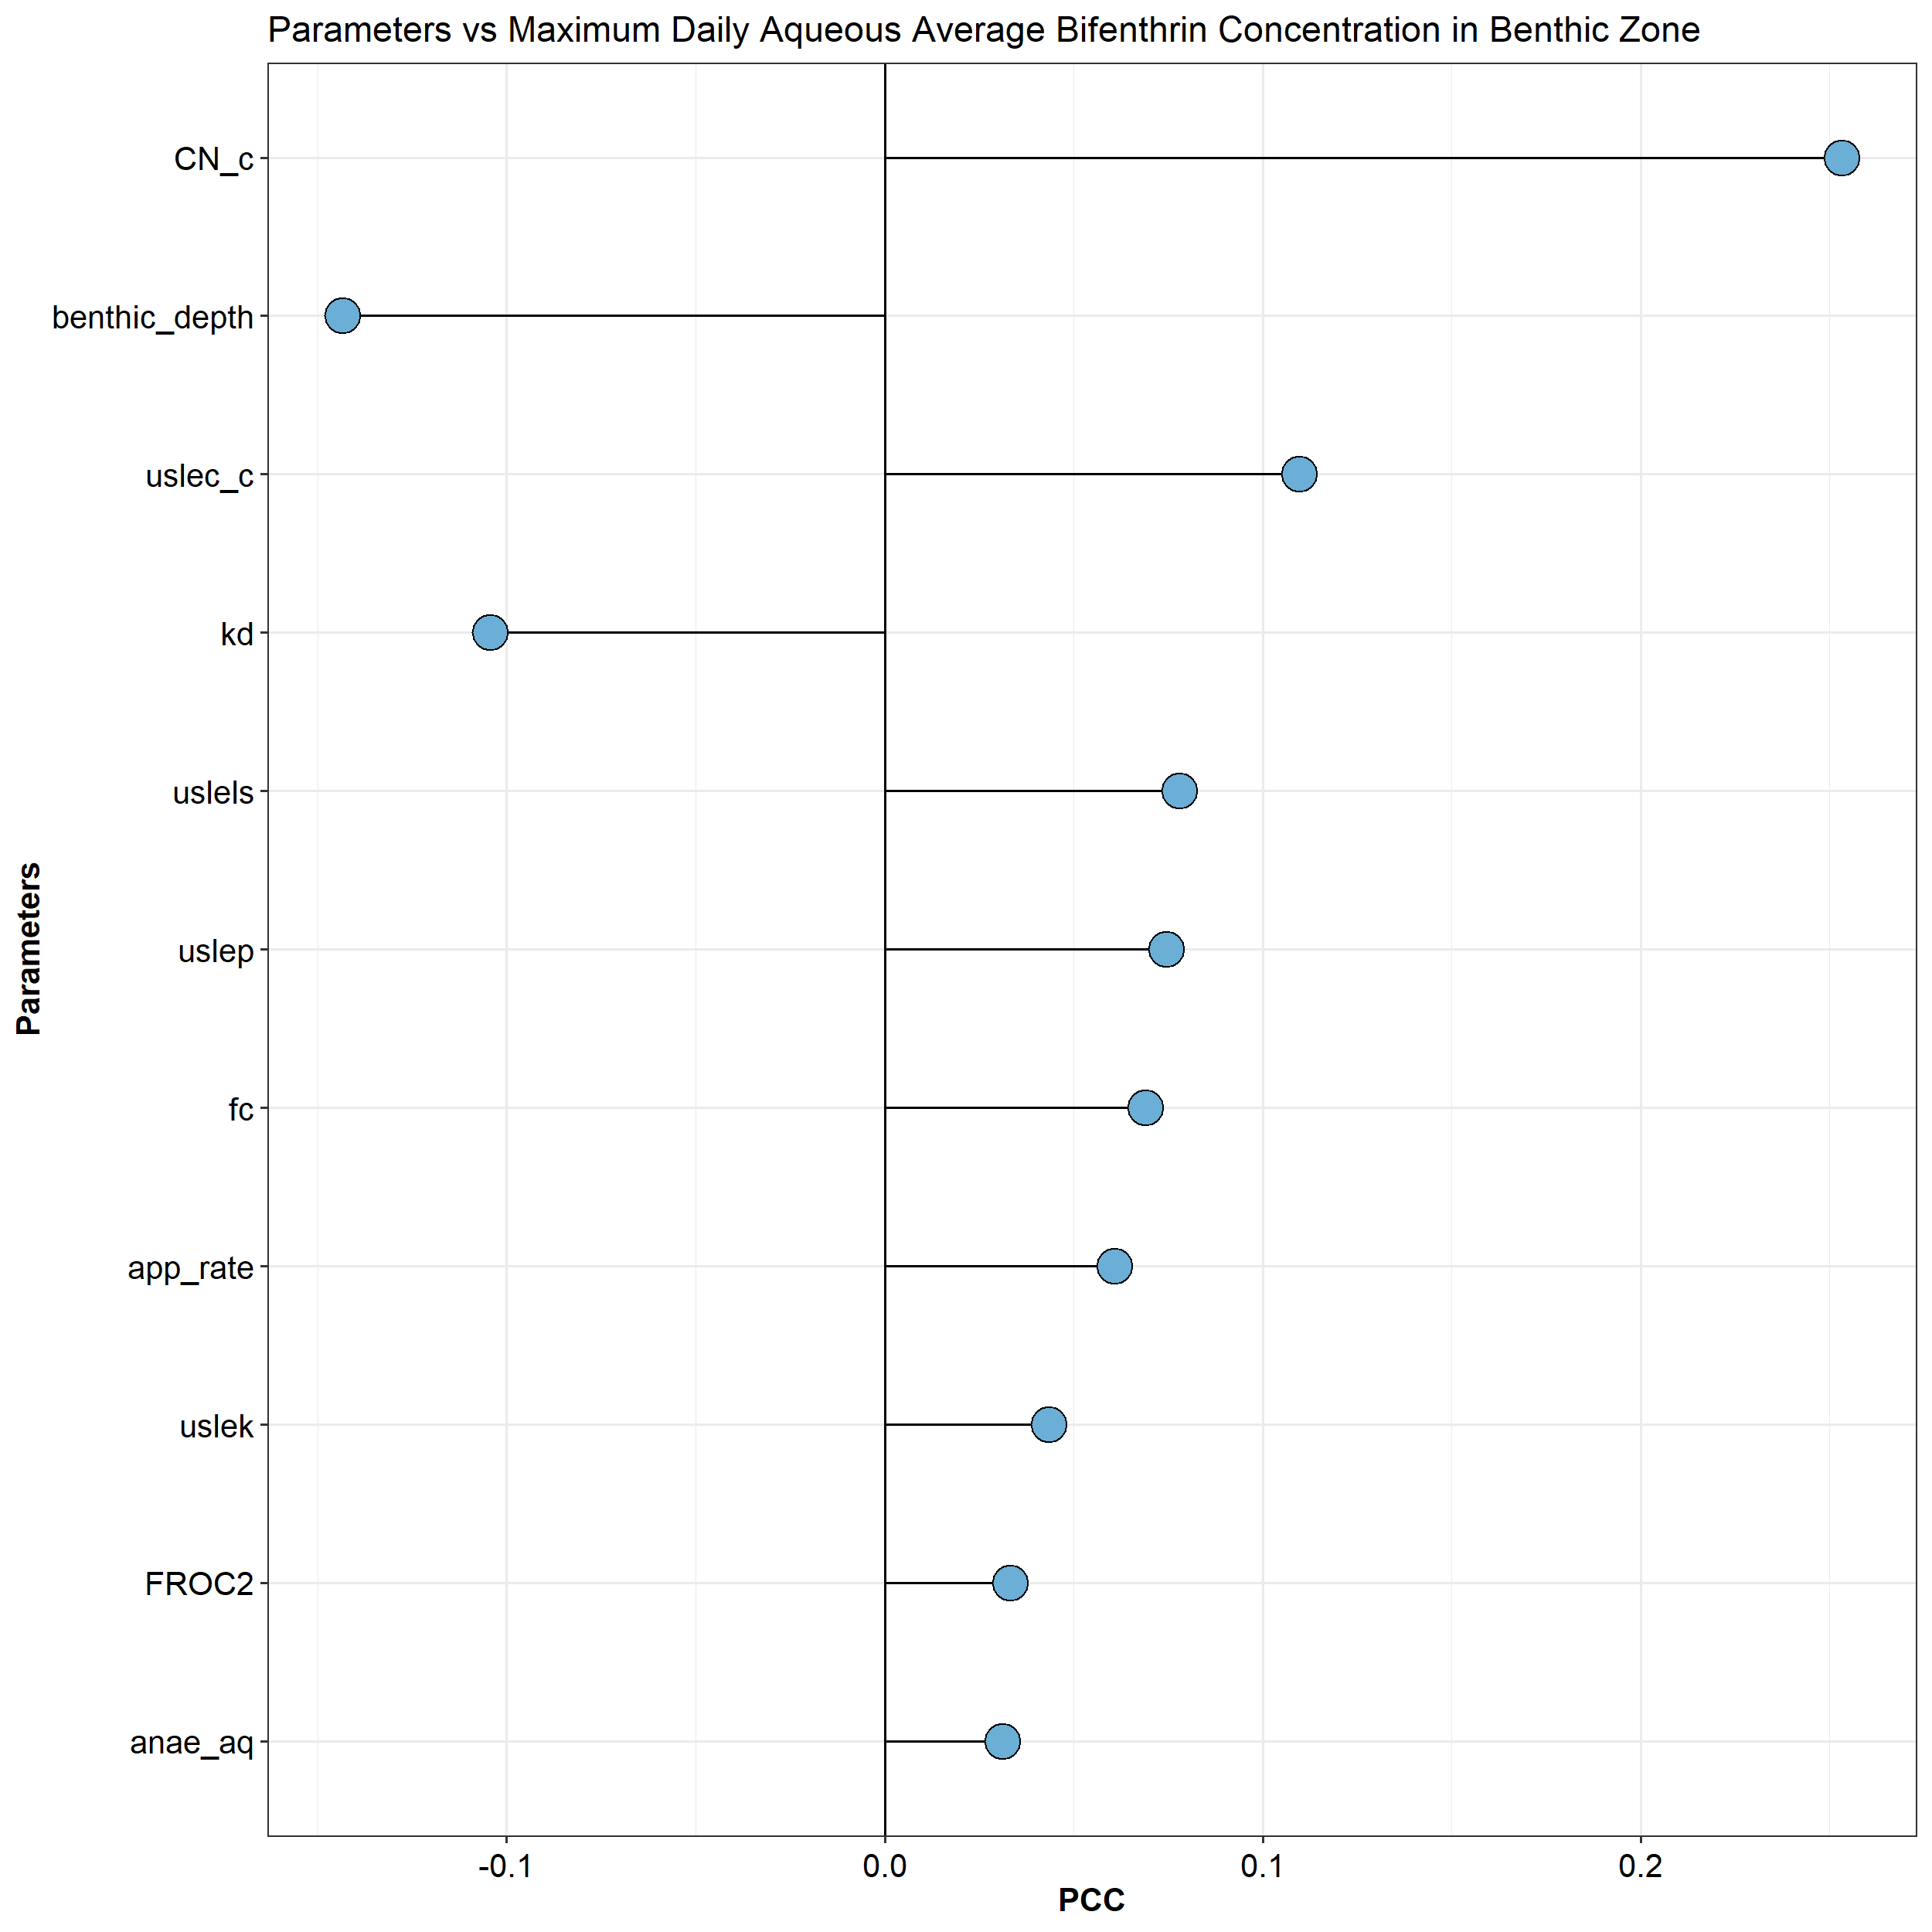 Parameters vs Maximum Daily Aqueous Average Bifenthrin Concentration in Benthic Zone
CN_c
benthic_depth
uslec_c
kd
uslels
uslep
fc
app_rate
uslek
FROC2
anae_aq
Parameters
-0.1
0.0
0.1
0.2
PCC